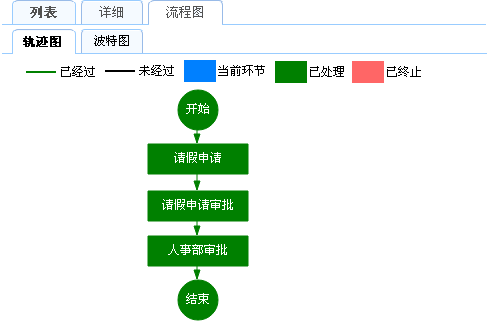 列表 详细 流程图
轨迹图 波特图
已经过 未经过 当前环节 已处理 已终止
开始
请假申请
请假申请审批
人事部审批
结束